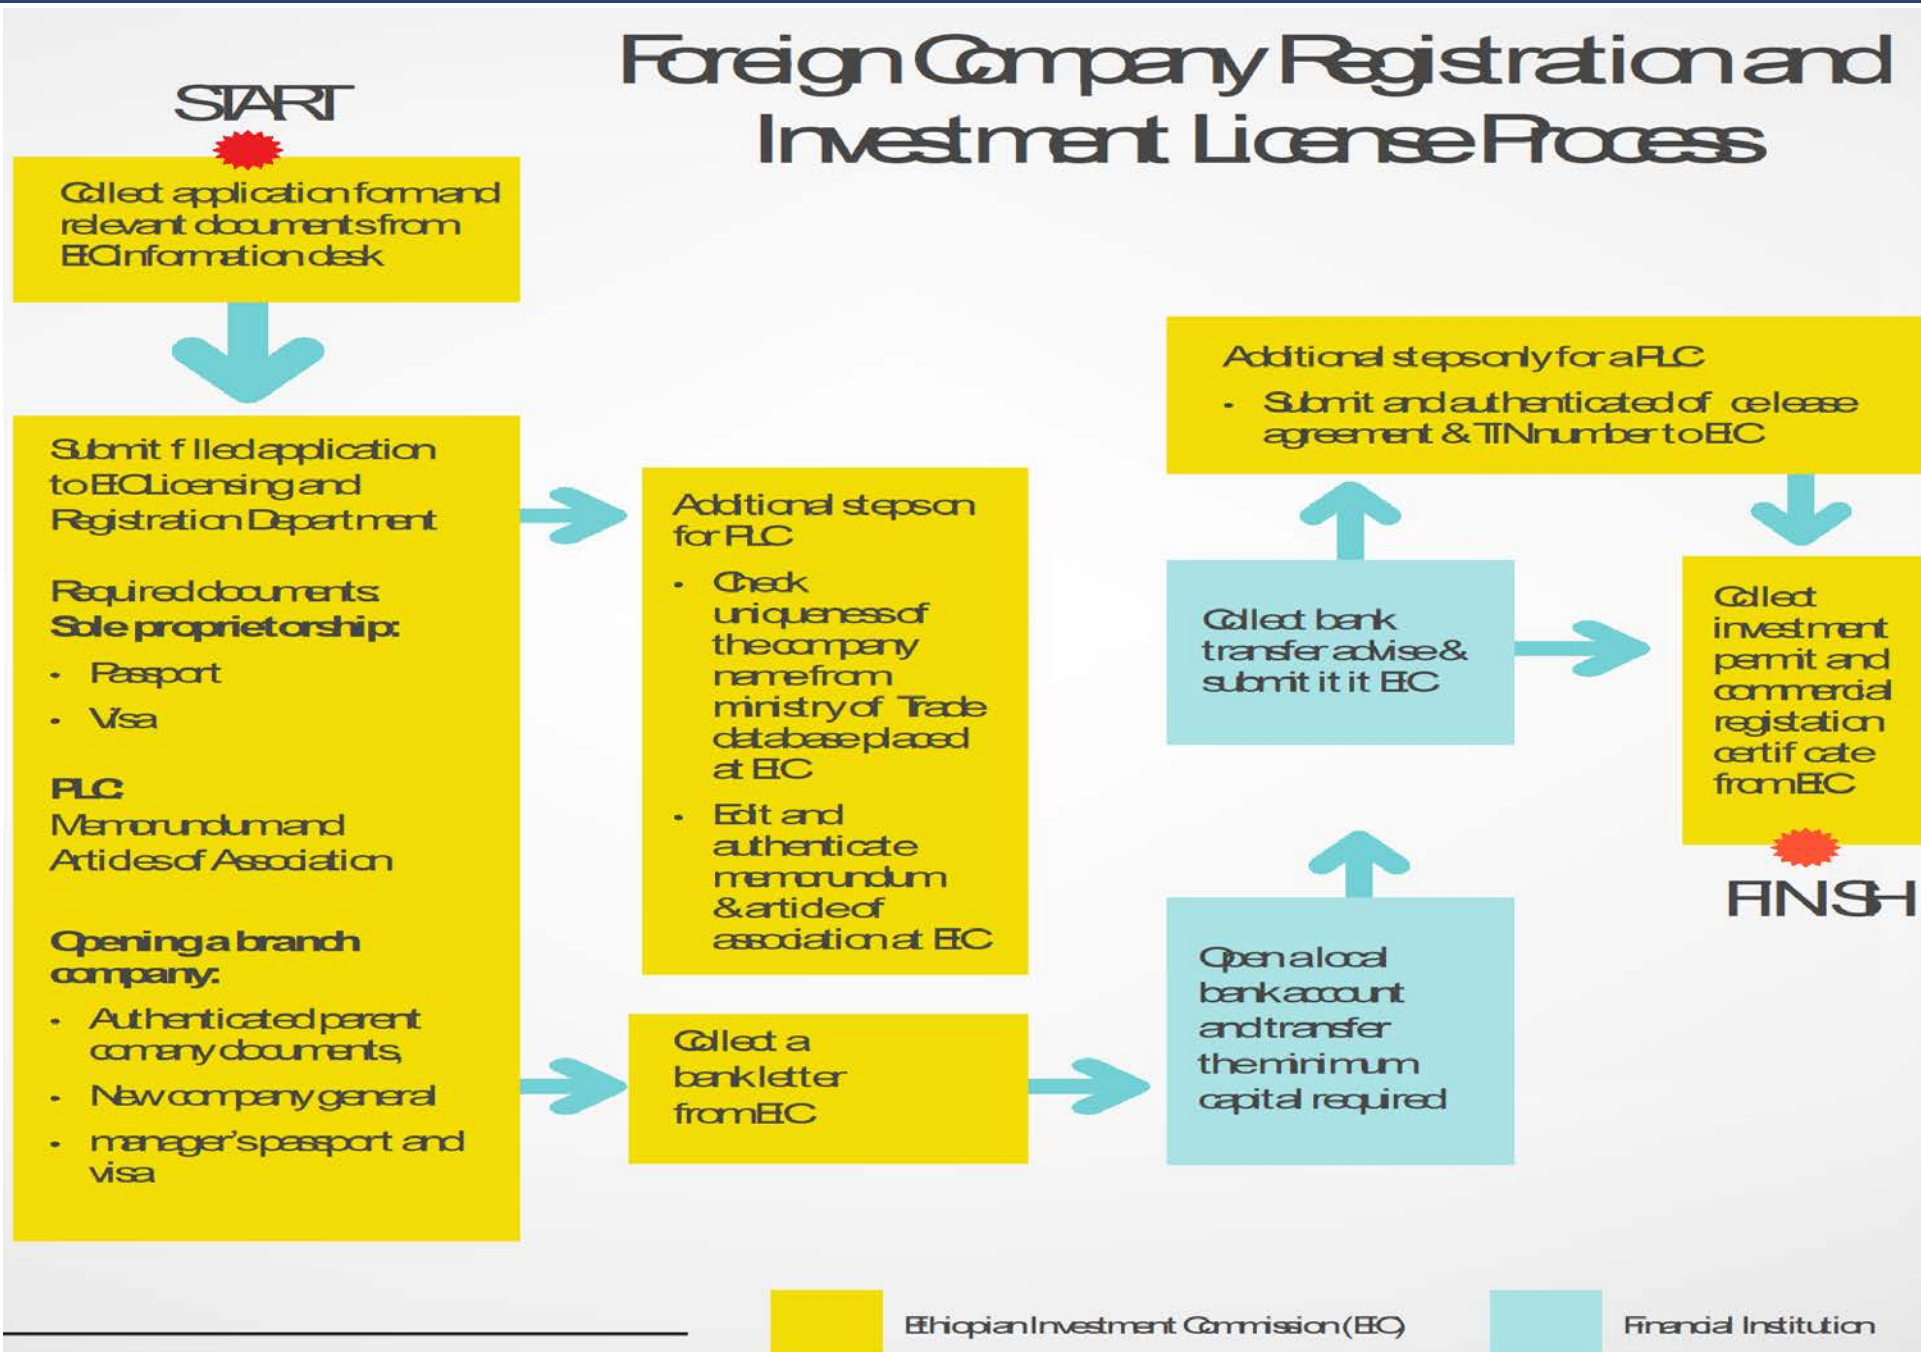 Foreign Company Registration and
Investment License Process
START
Collect application form and
relevant documents from
EIC information desk
Submit f lled application
to EIC Licensing and
Registration Department
Required documents:
Sole proprietorship:
• Passport
• Visa
PLC:
Memorundum and
Articles of Association
Opening a branch
company:
• Authenticated parent
comany documents,
• New company general
• manager's passport and
visa
Additional steps on
for PLC
• Check
uniqueness of
the company
name from
ministry of Trade
database placed
at EIC
• Edit and
authenticate
memorundum
& article of
association at EIC
Collect a
bank letter
from EIC
Open a local
bank account
and transfer
the minimum
capital required
Collect bank
transfer advise &
submit it it EIC
Additional steps only for a PLC
• Submit and authenticated of ce lease
agreement & TIN number to EIC
Collect
investment
permit and
commercial
registation
certif cate
from EIC
FINISH
Ethiopian Investment Commission (EIC)
Financial Institution